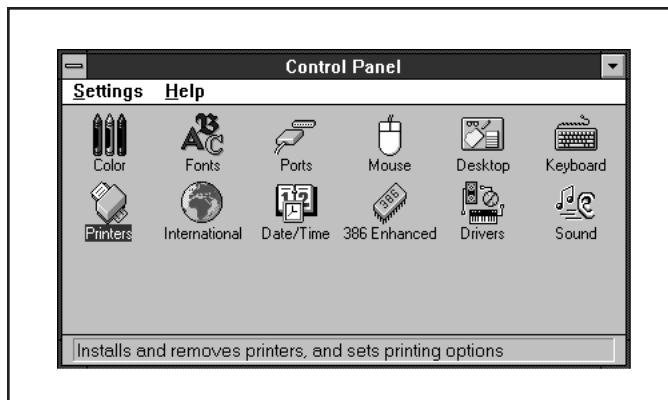 Control Panel
Settings Help
Color Fonts Ports Mouse Desktop Keyboard
386
Printers International Date/Time 386 Enhanced Drivers Sound
Installs and removes printers, and sets printing options